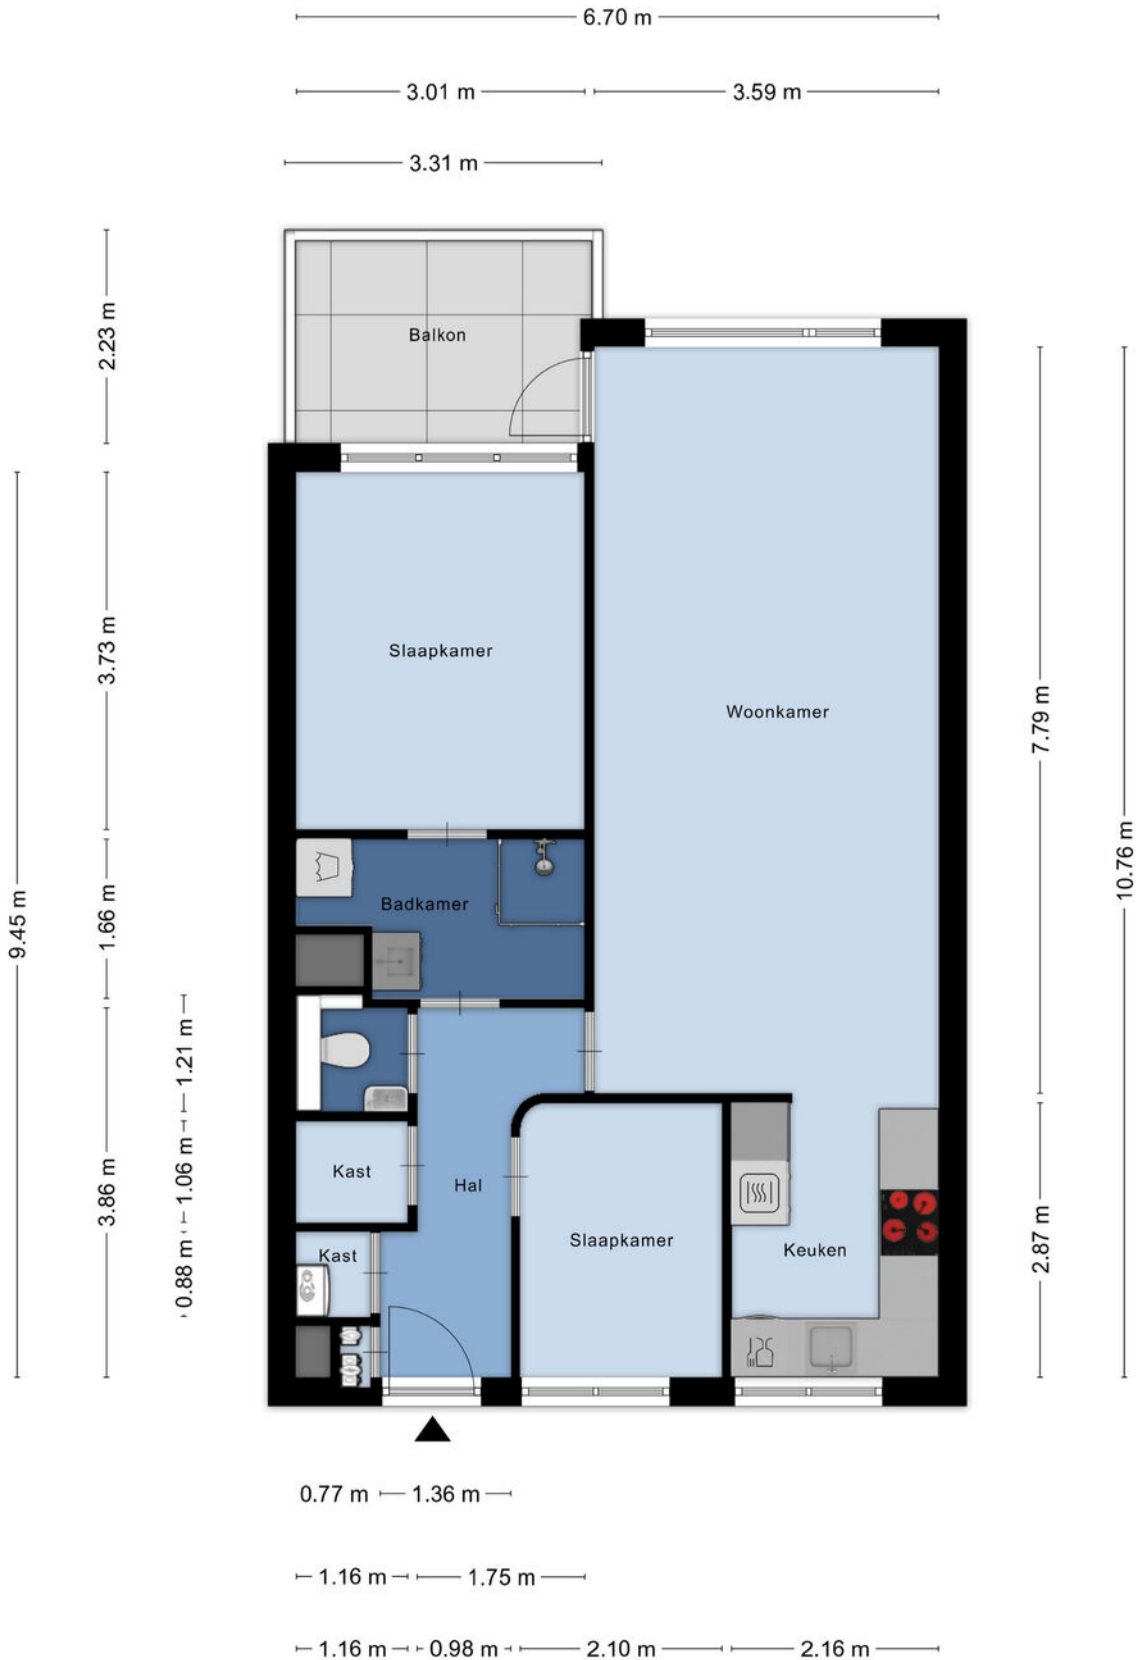 6.70 m
3.01 m
3.59 m
3.31 m
2.23 m
Balkon
3.73 m
Slaapkamer
Woonkamer
7.79 m
10.76 m
9.45 m
1.66 m
Badkamer
1.21 m
1.06 m
0.88 m
3.86 m
Kast
Hal
Kast
Slaapkamer
Keuken
2.87 m
0.77 m
1.36 m
1.16 m
1.75 m
1.16 m
0.98 m
2.10 m
2.16 m